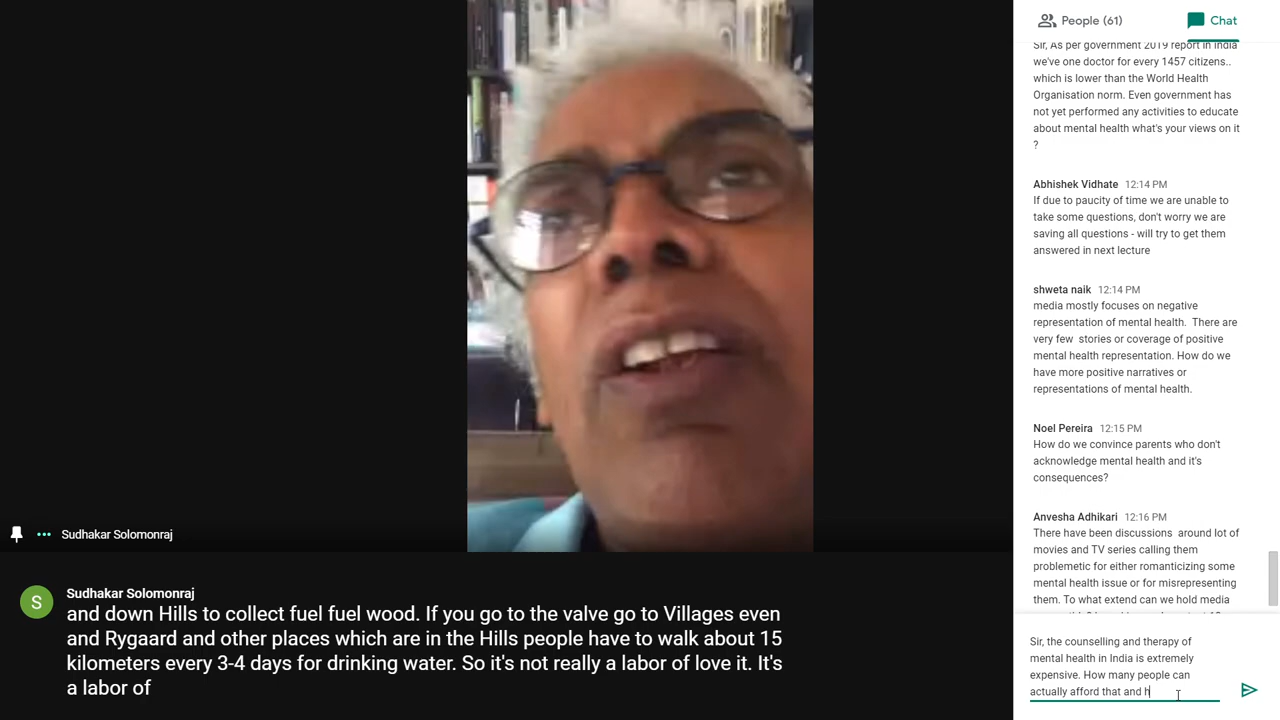 People (61)
Chat
Sir, As per government 2019 report in India
we've one doctor for every 1457 citizens..
which is lower than the World Health
Organisation norm. Even government has
not yet performed any activities to educate
about mental health what's your views on it
?
Abhishek Vidhate 12:14 PM
If due to paucity of time we are unable to
take some questions, don't worry we are
saving all questions - will try to get them
answered in next lecture
shweta naik 12:14 PM
media mostly focuses on negative
representation of mental health. There are
very few stories or coverage of positive
mental health representation. How do we
have more positive narratives or
representations of mental health.
Noel Pereira 12:15 PM
How do we convince parents who don't
acknowledge mental health and it's
consequences?
Anvesha Adhikari 12:16 PM
There have been discussions around lot of
movies and TV series calling them
problemetic for either romanticizing some
mental health issue or for misrepresenting
them. To what extend can we hold media
Sir, the counselling and therapy of
mental health in India is extremely
expensive. How many people can
actually afford that and h
Sudhakar Solomonraj
S
Sudhakar Solomonraj
and down Hills to collect fuel fuel wood. If you go to the valve go to Villages even
and Rygaard and other places which are in the Hills people have to walk about 15
kilometers every 3-4 days for drinking water. So it's not really a labor of love it. It's
a labor of